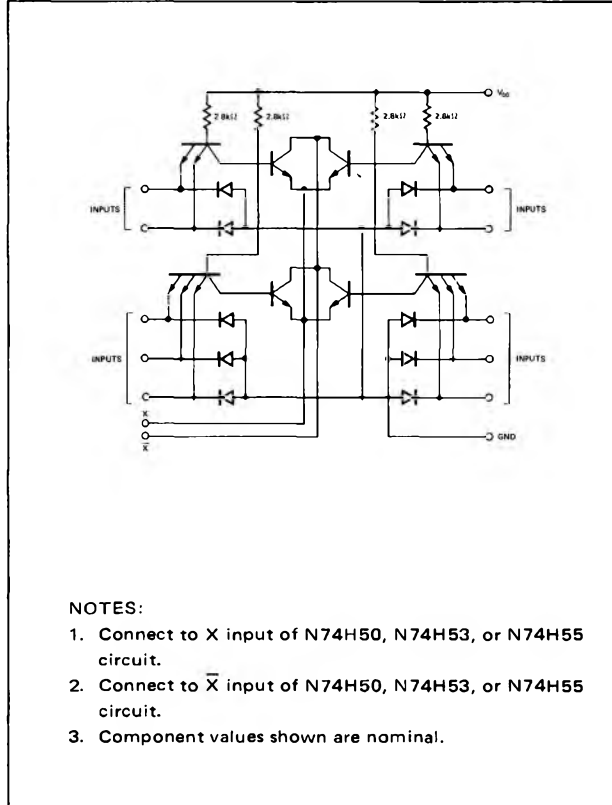 V_CC
2.8kΩ 2.8kΩ 2.8kΩ 2.8kΩ
INPUTS INPUTS
INPUTS INPUTS
X
X̅
GND
NOTES:
1. Connect to X input of N74H50, N74H53, or N74H55
circuit.
2. Connect to X̅ input of N74H50, N74H53, or N74H55
circuit.
3. Component values shown are nominal.